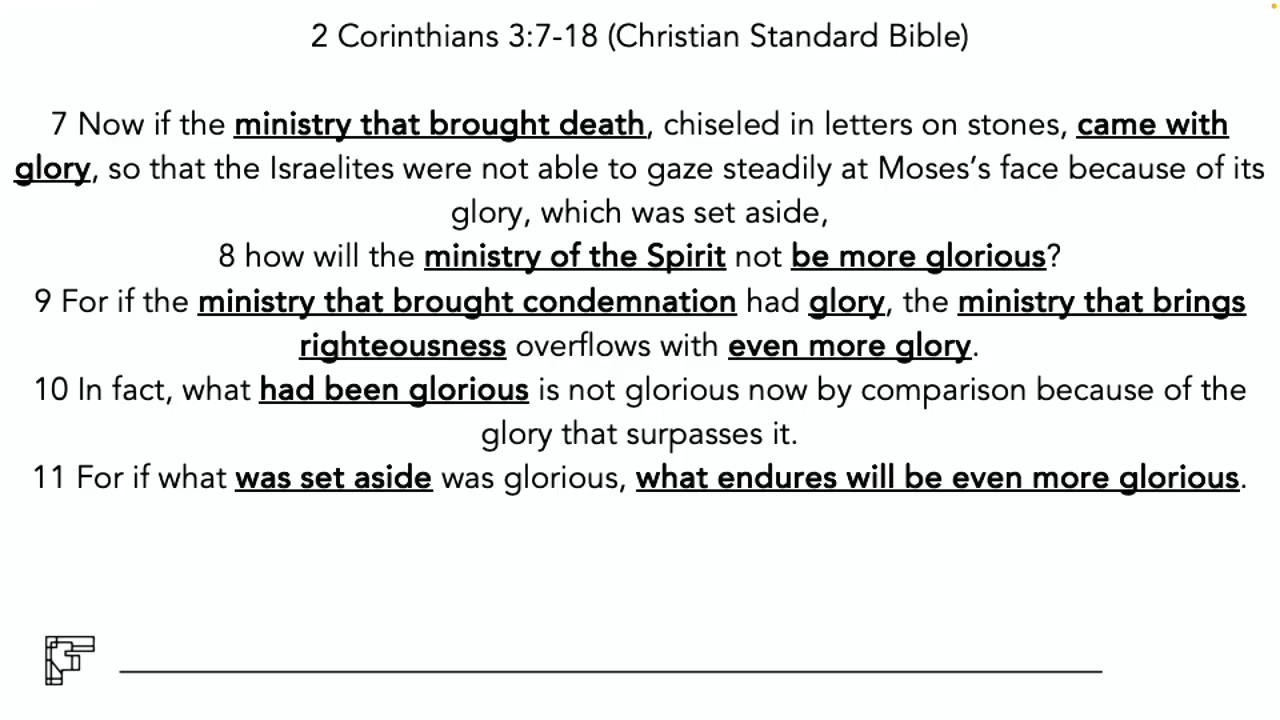 2 Corinthians 3:7-18 (Christian Standard Bible)
7 Now if the ministry that brought death, chiseled in letters on stones, came with
glory, so that the Israelites were not able to gaze steadily at Moses’s face because of its
glory, which was set aside,
8 how will the ministry of the Spirit not be more glorious?
9 For if the ministry that brought condemnation had glory, the ministry that brings
righteousness overflows with even more glory.
10 In fact, what had been glorious is not glorious now by comparison because of the
glory that surpasses it.
11 For if what was set aside was glorious, what endures will be even more glorious.